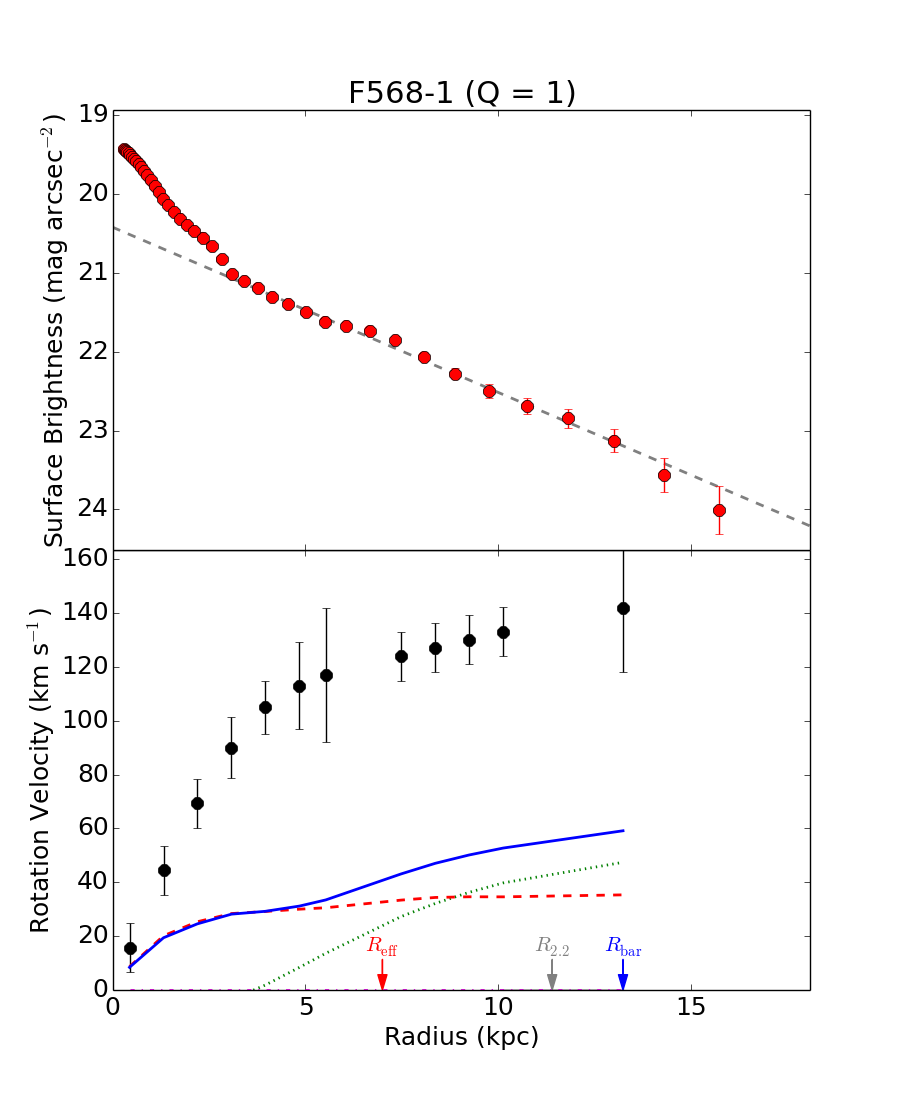 F568-1 (Q = 1)
Surface Brightness (mag arcsec⁻²)
19
20
21
22
23
24
Rotation Velocity (km s⁻¹)
160
140
120
100
80
60
40
20
0
R_eff
R_2.2
R_bar
0 5 10 15
Radius (kpc)